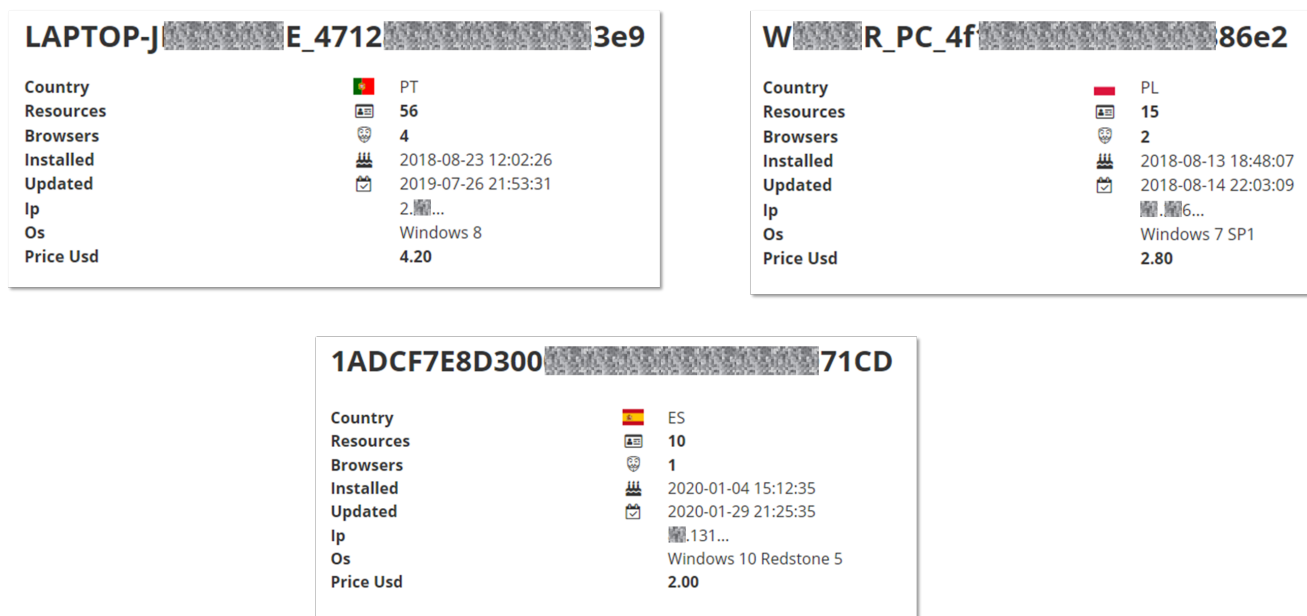 LAPTOP-J E_4712 3e9
Country PT
Resources 56
Browsers 4
Installed 2018-08-23 12:02:26
Updated 2019-07-26 21:53:31
Ip 2. ...
Os Windows 8
Price Usd 4.20
W R_PC_4f 86e2
Country PL
Resources 15
Browsers 2
Installed 2018-08-13 18:48:07
Updated 2018-08-14 22:03:09
Ip . 6...
Os Windows 7 SP1
Price Usd 2.80
1ADCF7E8D300 71CD
Country ES
Resources 10
Browsers 1
Installed 2020-01-04 15:12:35
Updated 2020-01-29 21:25:35
Ip .131...
Os Windows 10 Redstone 5
Price Usd 2.00